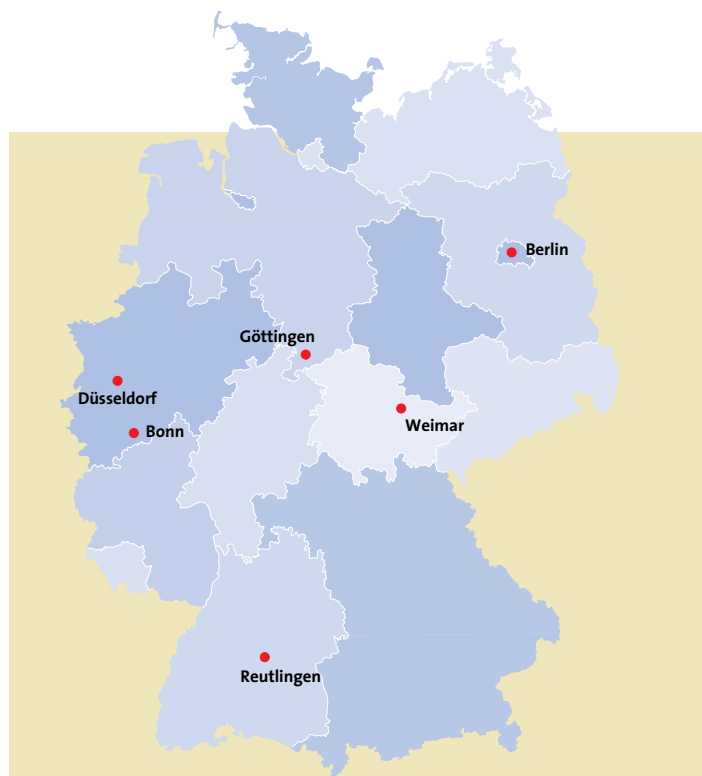 Berlin
Göttingen
Düsseldorf
Bonn
Weimar
Reutlingen